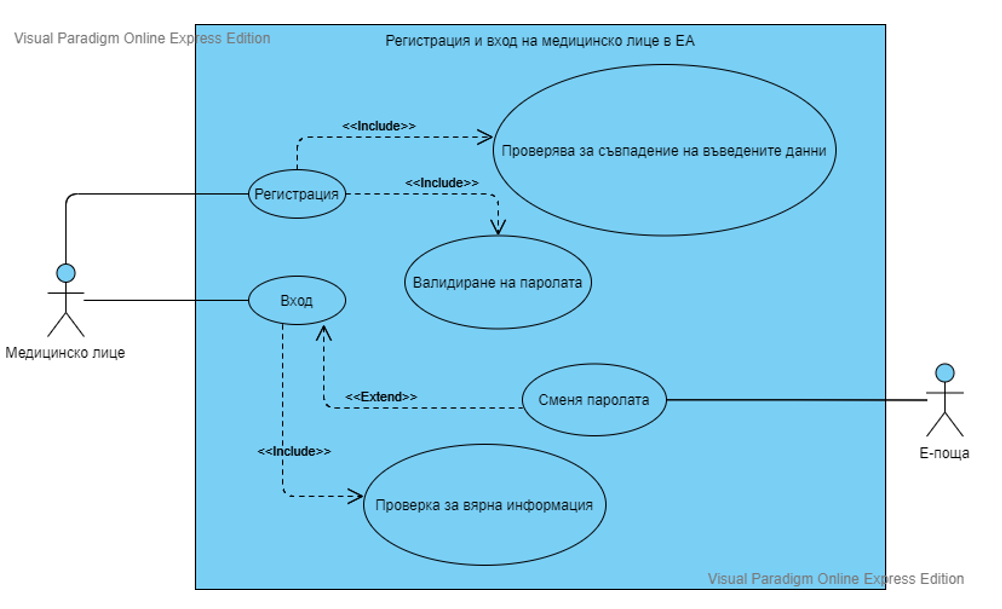 Visual Paradigm Online Express Edition
Регистрация и вход на медицинско лице в ЕА
<<Include>>
Проверява за съвпадение на въведените данни
<<Include>>
Регистрация
Валидиране на паролата
Вход
Медицинско лице
<<Extend>>
Сменя паролата
Е-поща
<<Include>>
Проверка за вярна информация
Visual Paradigm Online Express Edition